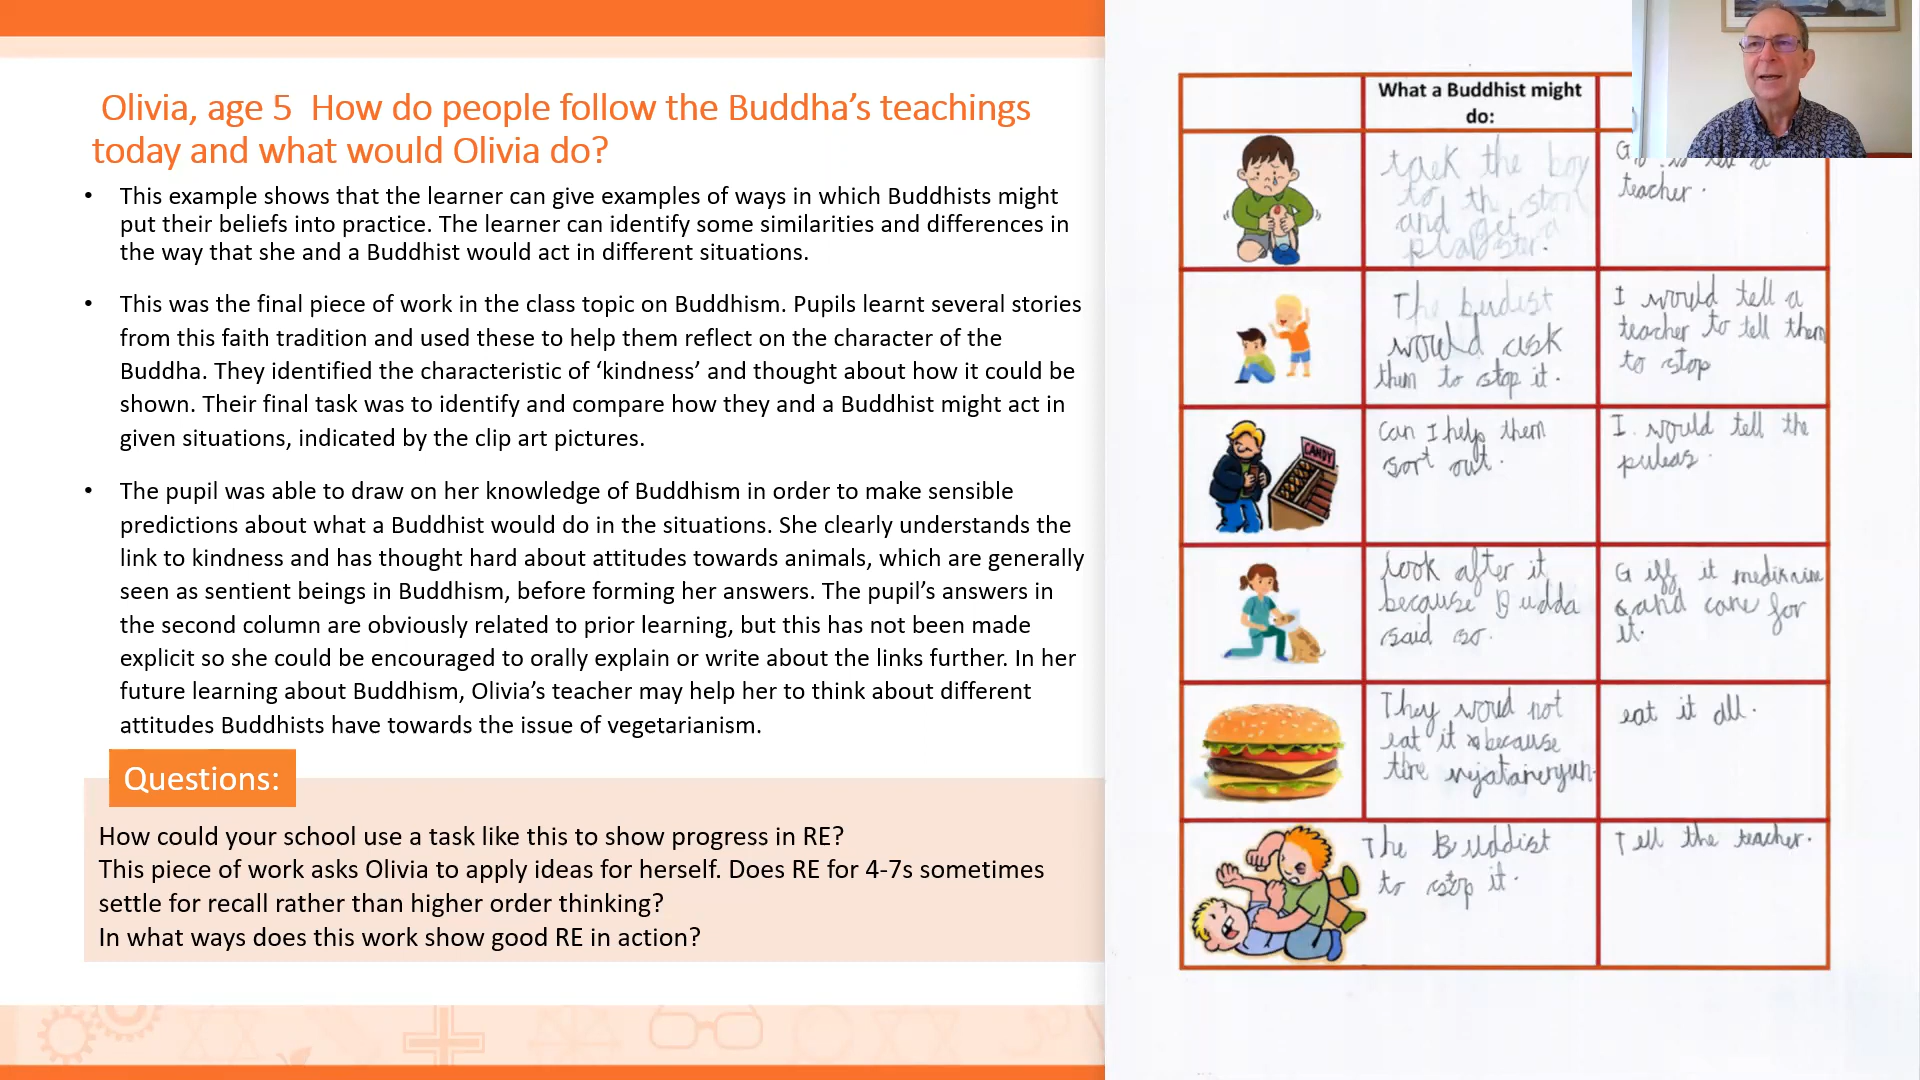 Olivia, age 5 How do people follow the Buddha’s teachings
today and what would Olivia do?
• This example shows that the learner can give examples of ways in which Buddhists might
put their beliefs into practice. The learner can identify some similarities and differences in
the way that she and a Buddhist would act in different situations.
• This was the final piece of work in the class topic on Buddhism. Pupils learnt several stories
from this faith tradition and used these to help them reflect on the character of the
Buddha. They identified the characteristic of ‘kindness’ and thought about how it could be
shown. Their final task was to identify and compare how they and a Buddhist might act in
given situations, indicated by the clip art pictures.
• The pupil was able to draw on her knowledge of Buddhism in order to make sensible
predictions about what a Buddhist would do in the situations. She clearly understands the
link to kindness and has thought hard about attitudes towards animals, which are generally
seen as sentient beings in Buddhism, before forming her answers. The pupil’s answers in
the second column are obviously related to prior learning, but this has not been made
explicit so she could be encouraged to orally explain or write about the links further. In her
future learning about Buddhism, Olivia’s teacher may help her to think about different
attitudes Buddhists have towards the issue of vegetarianism.
Questions:
How could your school use a task like this to show progress in RE?
This piece of work asks Olivia to apply ideas for herself. Does RE for 4-7s sometimes
settle for recall rather than higher order thinking?
In what ways does this work show good RE in action?
What a Buddhist might
do:
the boy
to the
and get a
teacher.
The budest
would ask
them to stop it.
I would tell a
teacher to tell them
to stop
CANDY
can I help them
sort out.
I. would tell the
look after it
because Budda
said so.
G iff it
and care for
it.
They woud not
eat it because
eat it all.
The Buddist
to stop it.
Tell the teacher.